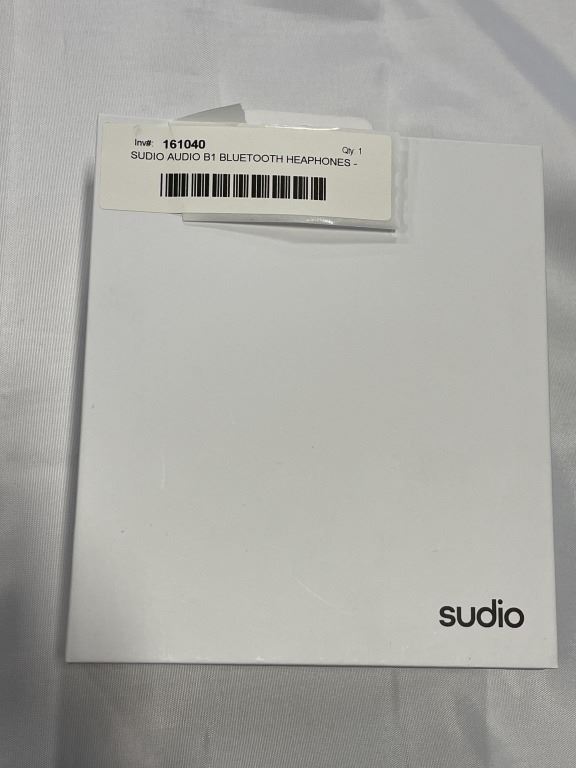 Inv#: 161040 Qty 1
SUDIO AUDIO B1 BLUETOOTH HEAPHONES -
sudio